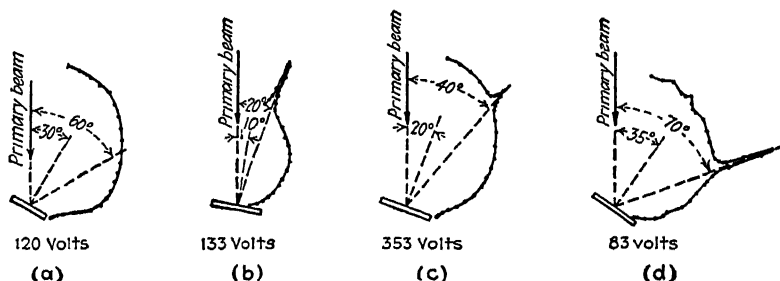 Primary beam
60°
30°
120 Volts
(a)
Primary beam
20°
10°
133 Volts
(b)
Primary beam
40°
20°
353 Volts
(c)
Primary beam
70°
35°
83 volts
(d)